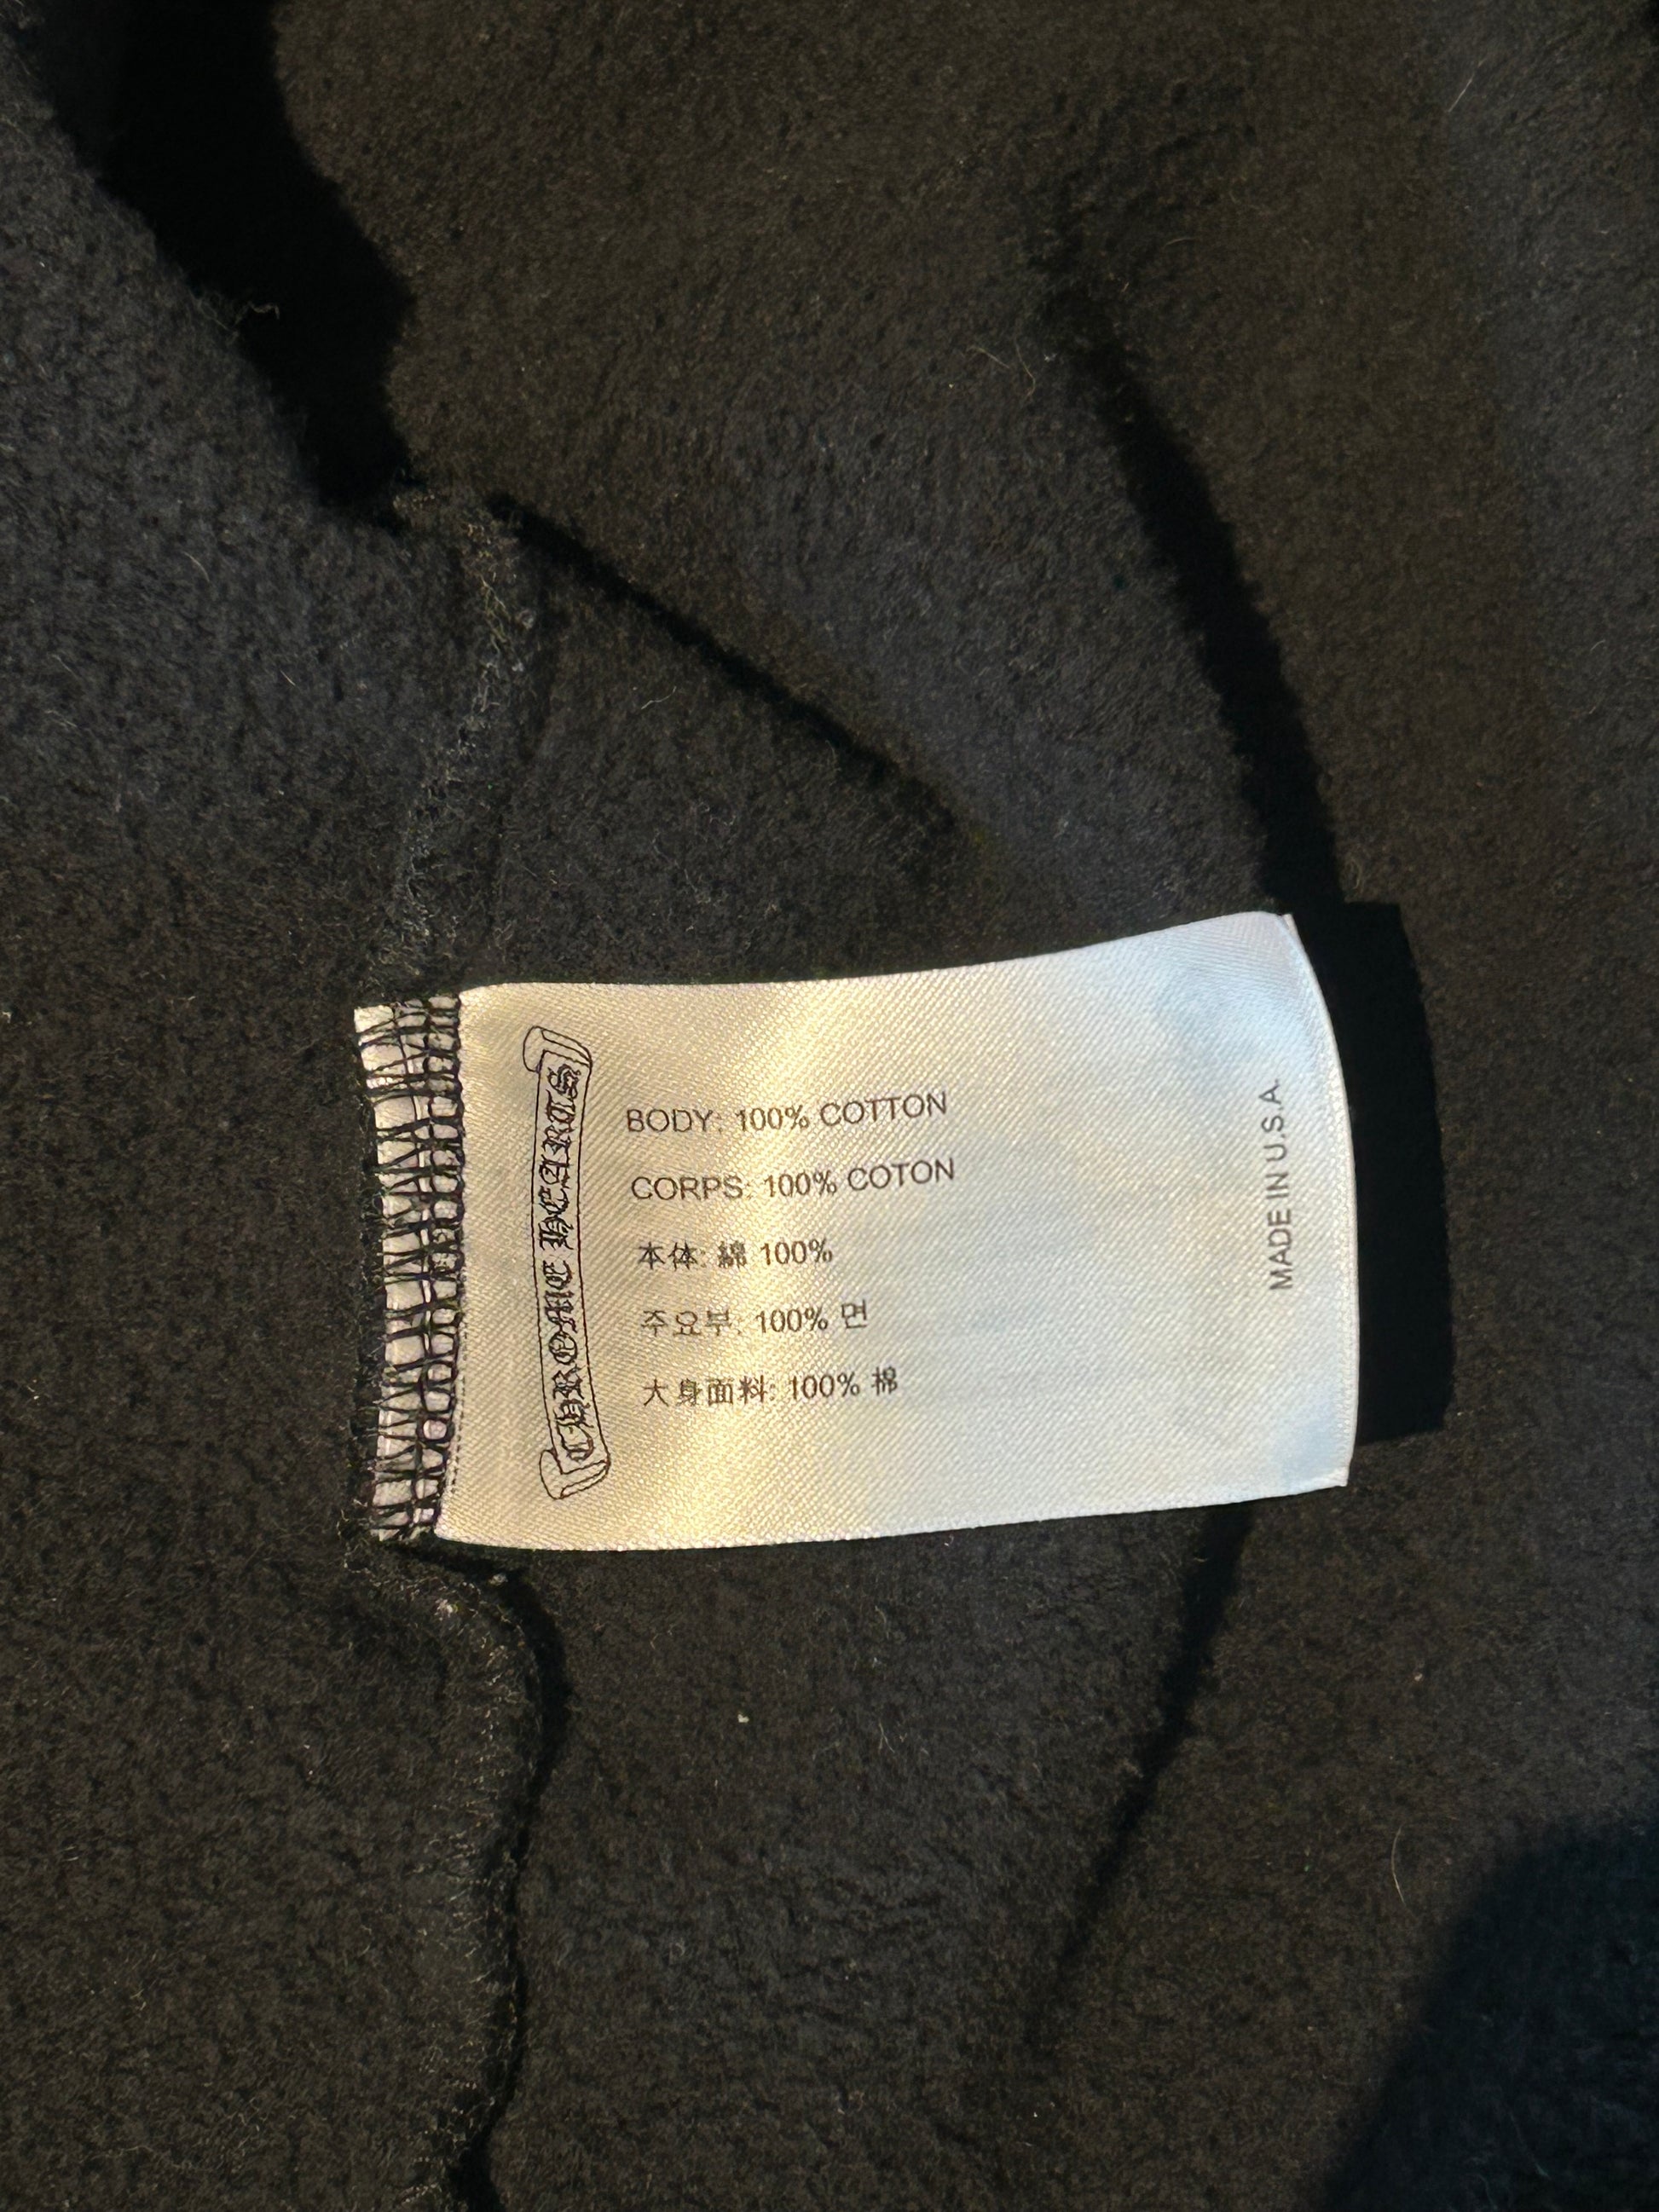 CHROME HEARTS
BODY: 100% COTTON
CORPS: 100% COTON
本体: 綿 100%
주요부: 100% 면
大身面料: 100% 棉
MADE IN U.S.A.